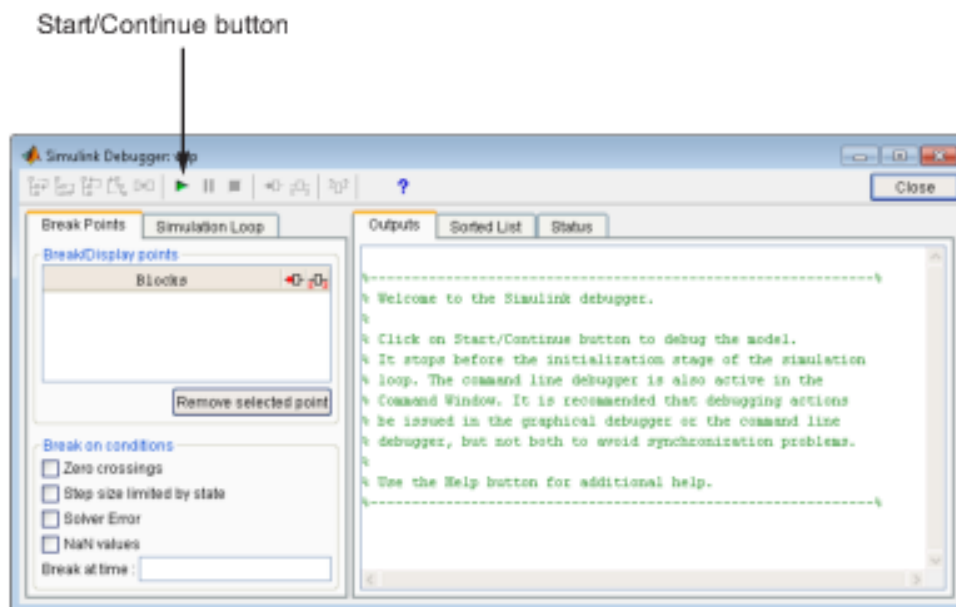 Start/Continue button
Simulink Debugger:
?
Close
Break Points
Simulation Loop
Outputs
Sorted List
Status
Break/Display points
Blocks
Remove selected point
Break on conditions
Zero crossings
Step size limited by state
Solver Error
NaN values
Break at time :
%----------------------------------------------------------------%
% Welcome to the Simulink debugger.
%
% Click on Start/Continue button to debug the model.
% It stops before the initialization stage of the simulation
% loop. The command line debugger is also active in the
% Command Window. It is recommended that debugging actions
% be issued in the graphical debugger or the command line
% debugger, but not both to avoid synchronization problems.
%
% Use the Help button for additional help.
%----------------------------------------------------------------%